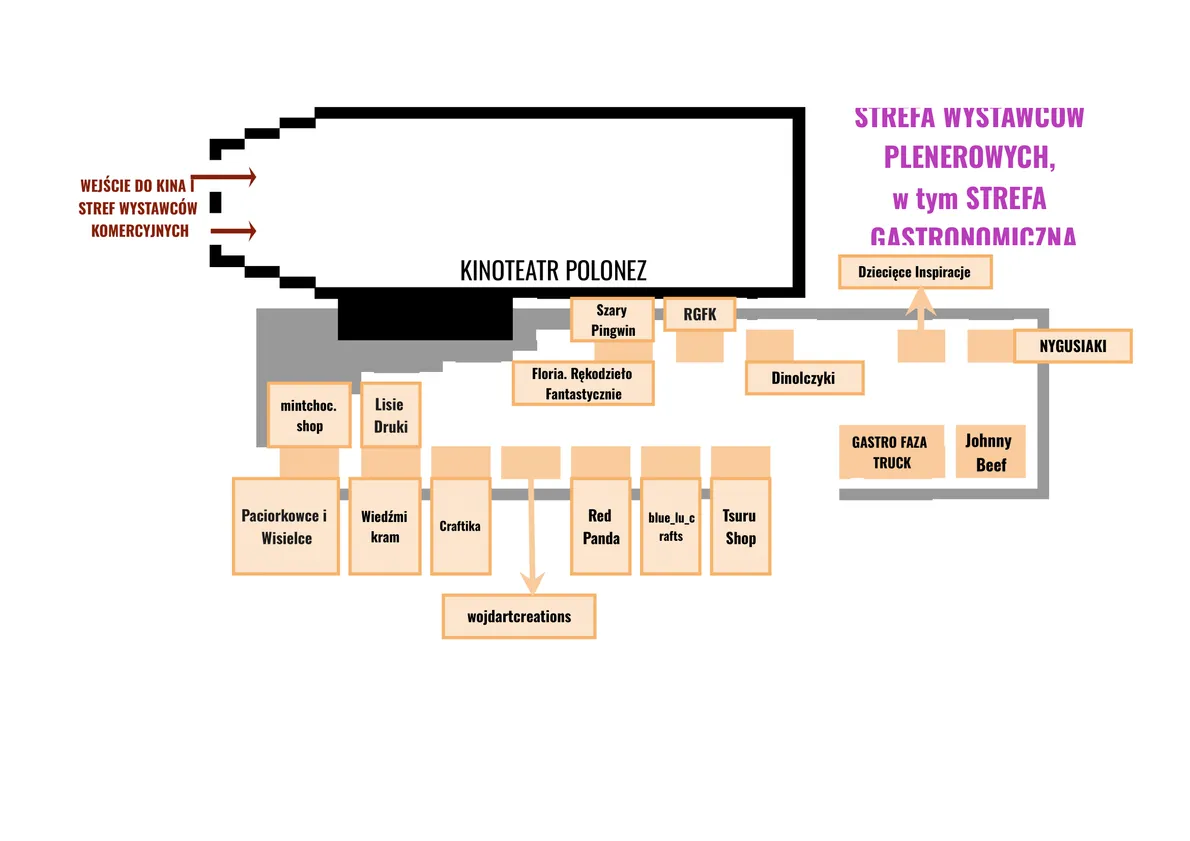 STREFA WYSTAWCÓW
PLENEROWYCH,
w tym STREFA
GASTRONOMICZNA
WEJŚCIE DO KINA I
STREF WYSTAWCÓW
KOMERCYJNYCH
KINOTEATR POLONEZ
Dziecięce Inspiracje
Szary
Pingwin
RGFK
NYGUSIAKI
Floria. Rękodzieło
Fantastycznie
Dinolczyki
mintchoc.
shop
Lisie
Druki
GASTRO FAZA
TRUCK
Johnny
Beef
Paciorkowce i
Wisielce
Wiedźmi
kram
Craftika
Red
Panda
blue_lu_c
rafts
Tsuru
Shop
wojdartcreations